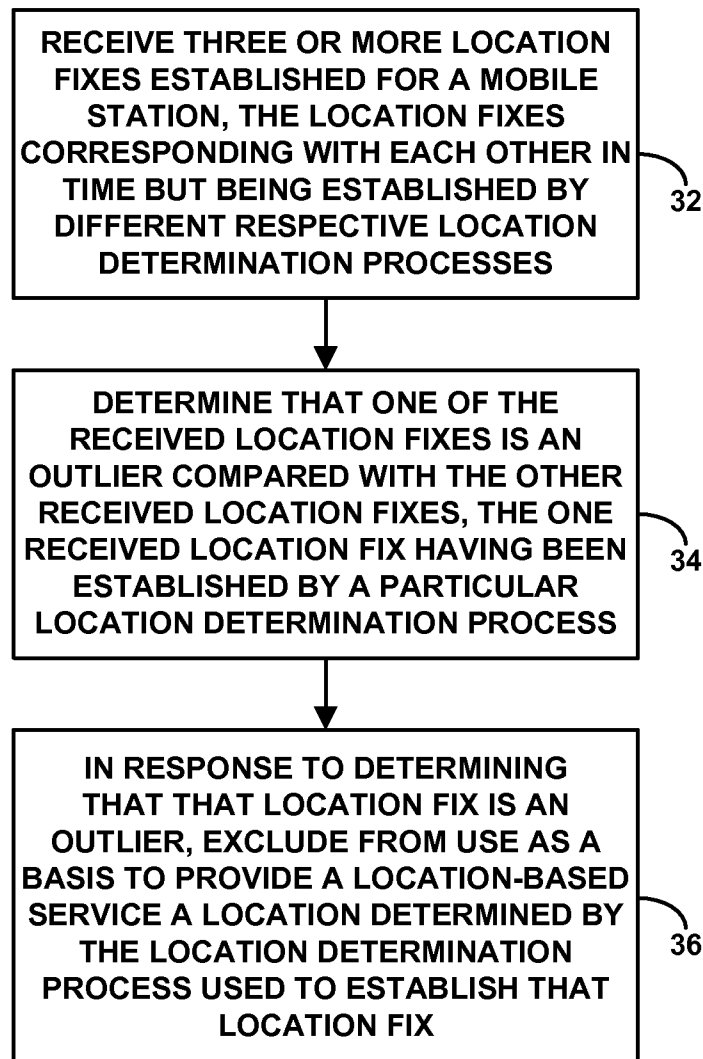 RECEIVE THREE OR MORE LOCATION
FIXES ESTABLISHED FOR A MOBILE
STATION, THE LOCATION FIXES
CORRESPONDING WITH EACH OTHER IN
TIME BUT BEING ESTABLISHED BY
DIFFERENT RESPECTIVE LOCATION
DETERMINATION PROCESSES
32
DETERMINE THAT ONE OF THE
RECEIVED LOCATION FIXES IS AN
OUTLIER COMPARED WITH THE OTHER
RECEIVED LOCATION FIXES, THE ONE
RECEIVED LOCATION FIX HAVING BEEN
ESTABLISHED BY A PARTICULAR
LOCATION DETERMINATION PROCESS
34
IN RESPONSE TO DETERMINING
THAT THAT LOCATION FIX IS AN
OUTLIER, EXCLUDE FROM USE AS A
BASIS TO PROVIDE A LOCATION-BASED
SERVICE A LOCATION DETERMINED BY
THE LOCATION DETERMINATION
PROCESS USED TO ESTABLISH THAT
LOCATION FIX
36